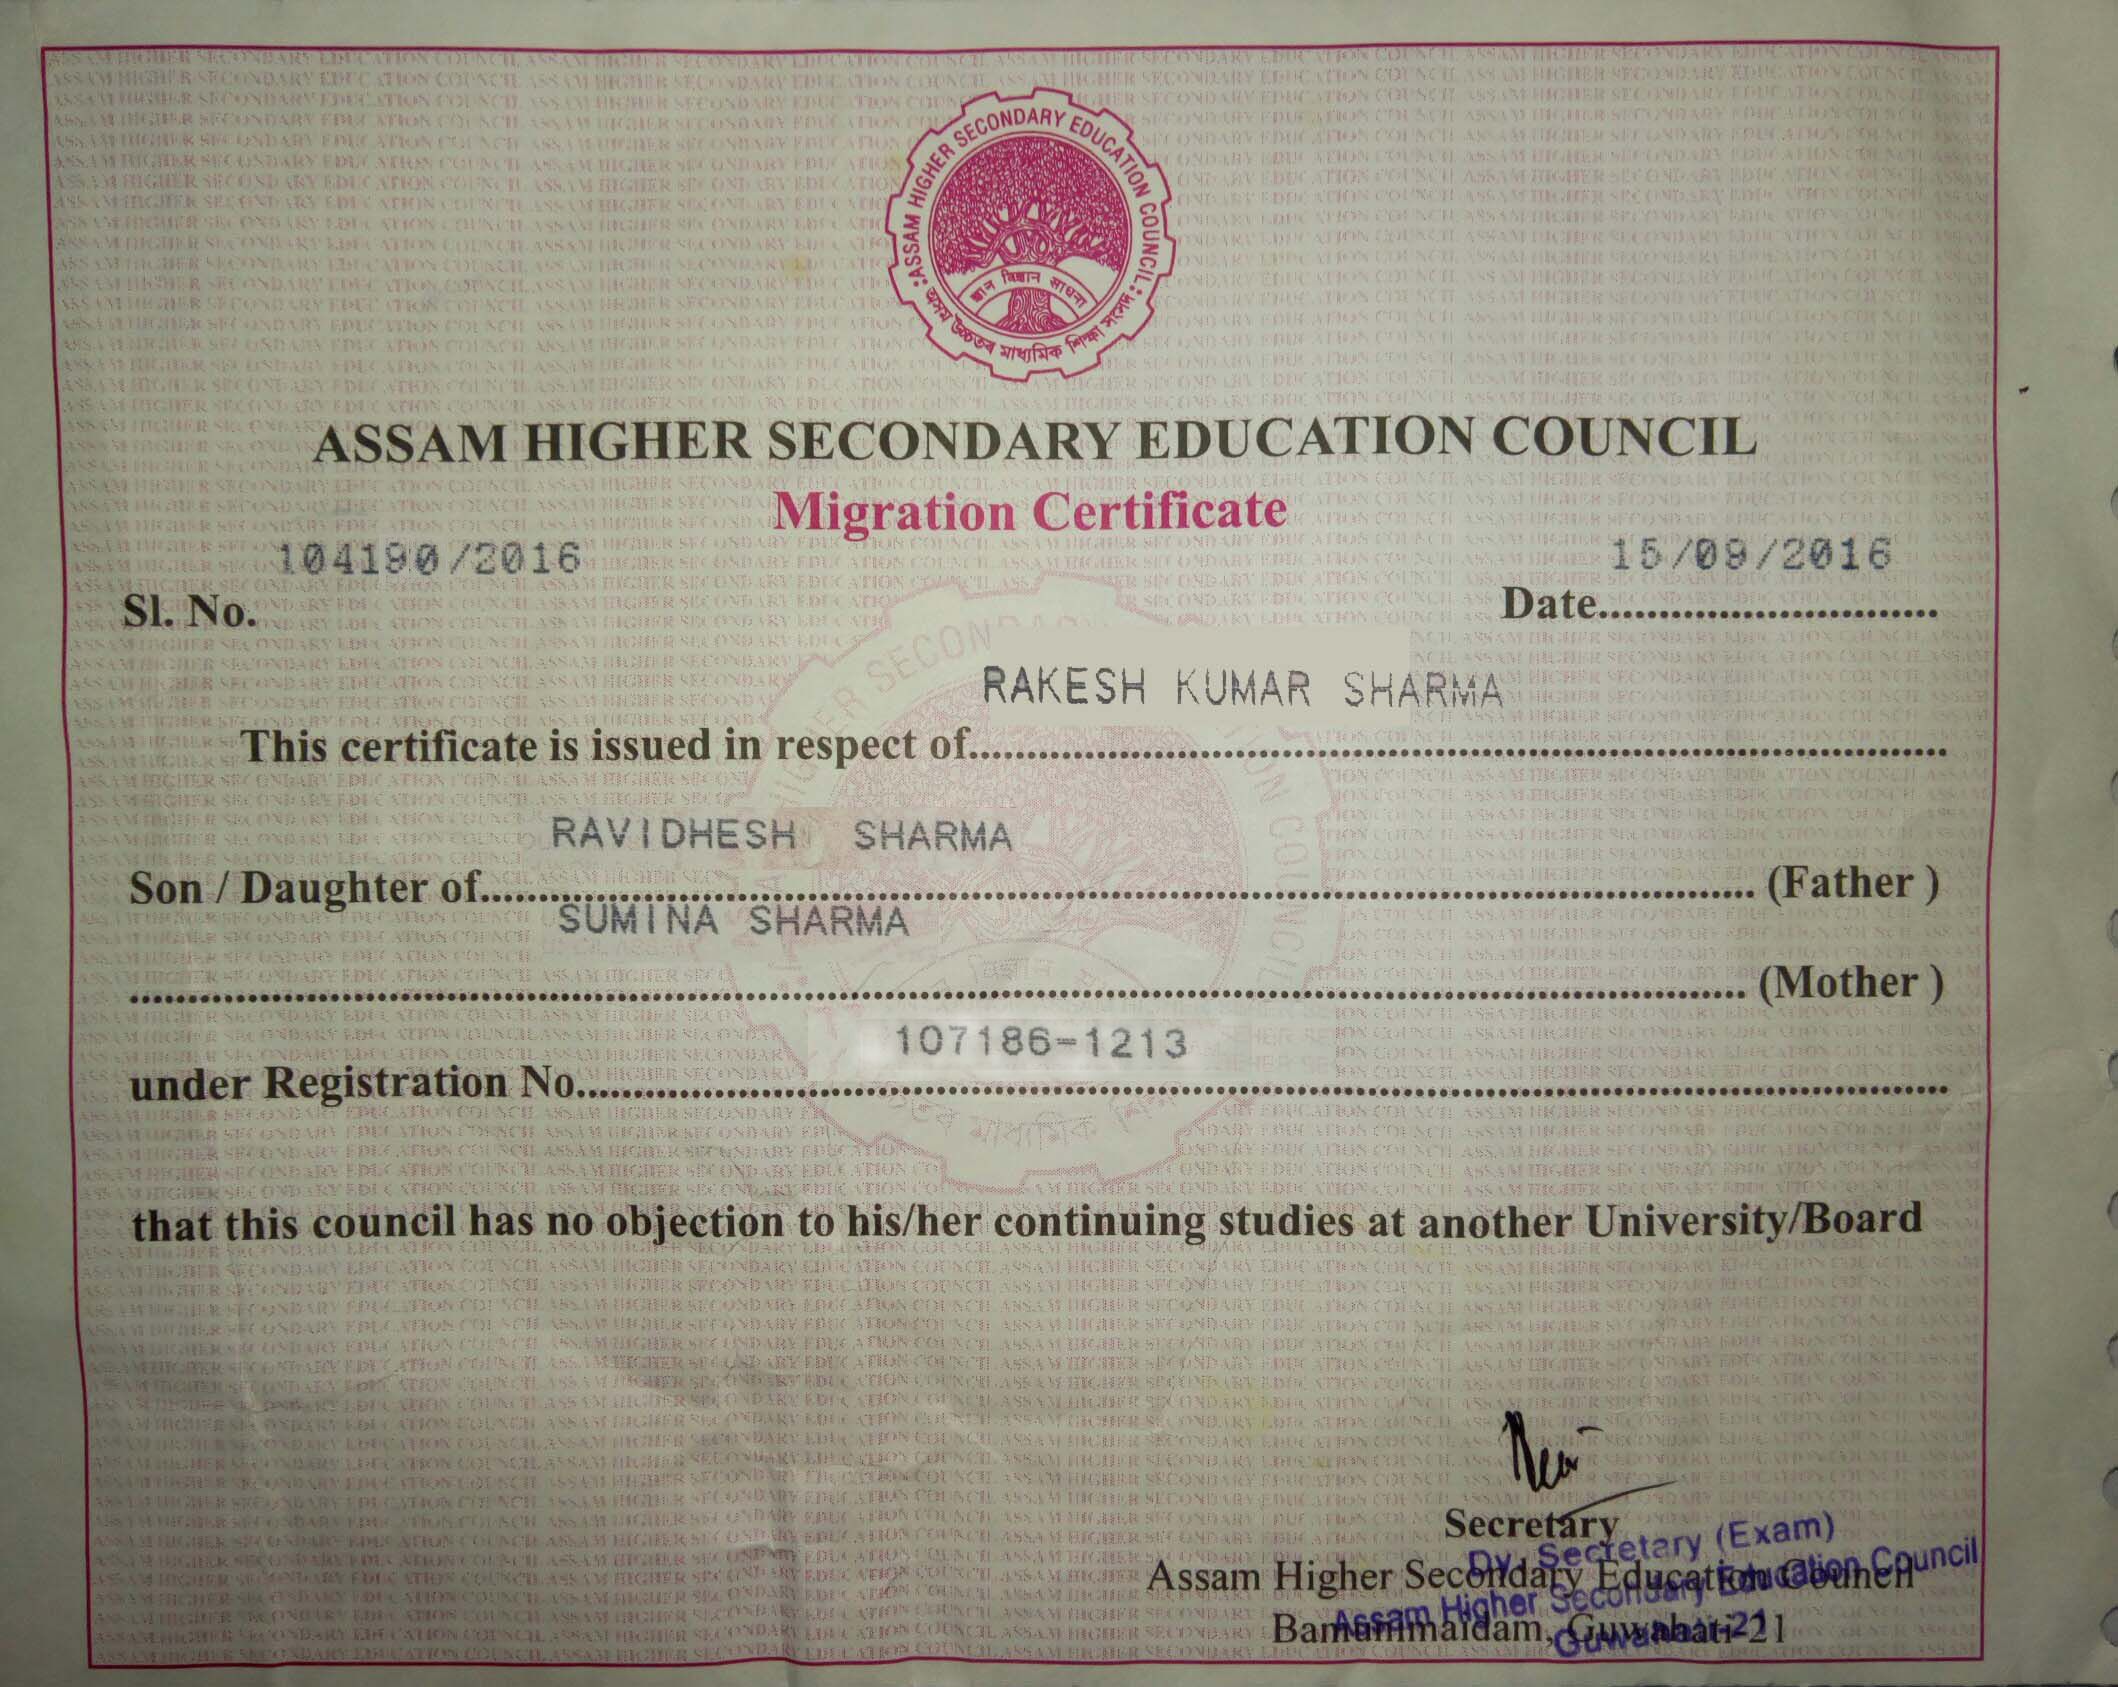 ASSAM HIGHER SECONDARY EDUCATION COUNCIL
ज्ञान विज्ञान साधना
অসম উচ্চতৰ মাধ্যমিক শিক্ষা সংসদ
ASSAM HIGHER SECONDARY EDUCATION COUNCIL
Migration Certificate
104190/2016
15/09/2016
Sl. No.
Date
RAKESH KUMAR SHARMA
This certificate is issued in respect of
RAVIDHESH SHARMA
Son / Daughter of (Father )
SUMINA SHARMA
(Mother )
107186-1213
under Registration No.
that this council has no objection to his/her continuing studies at another University/Board
Secretary
Dy. Secretary (Exam)
Assam Higher Secondary Education Council
Assam Higher Secondary Education Council
Bamunimaidam, Guwahati-21
Guwahati-21